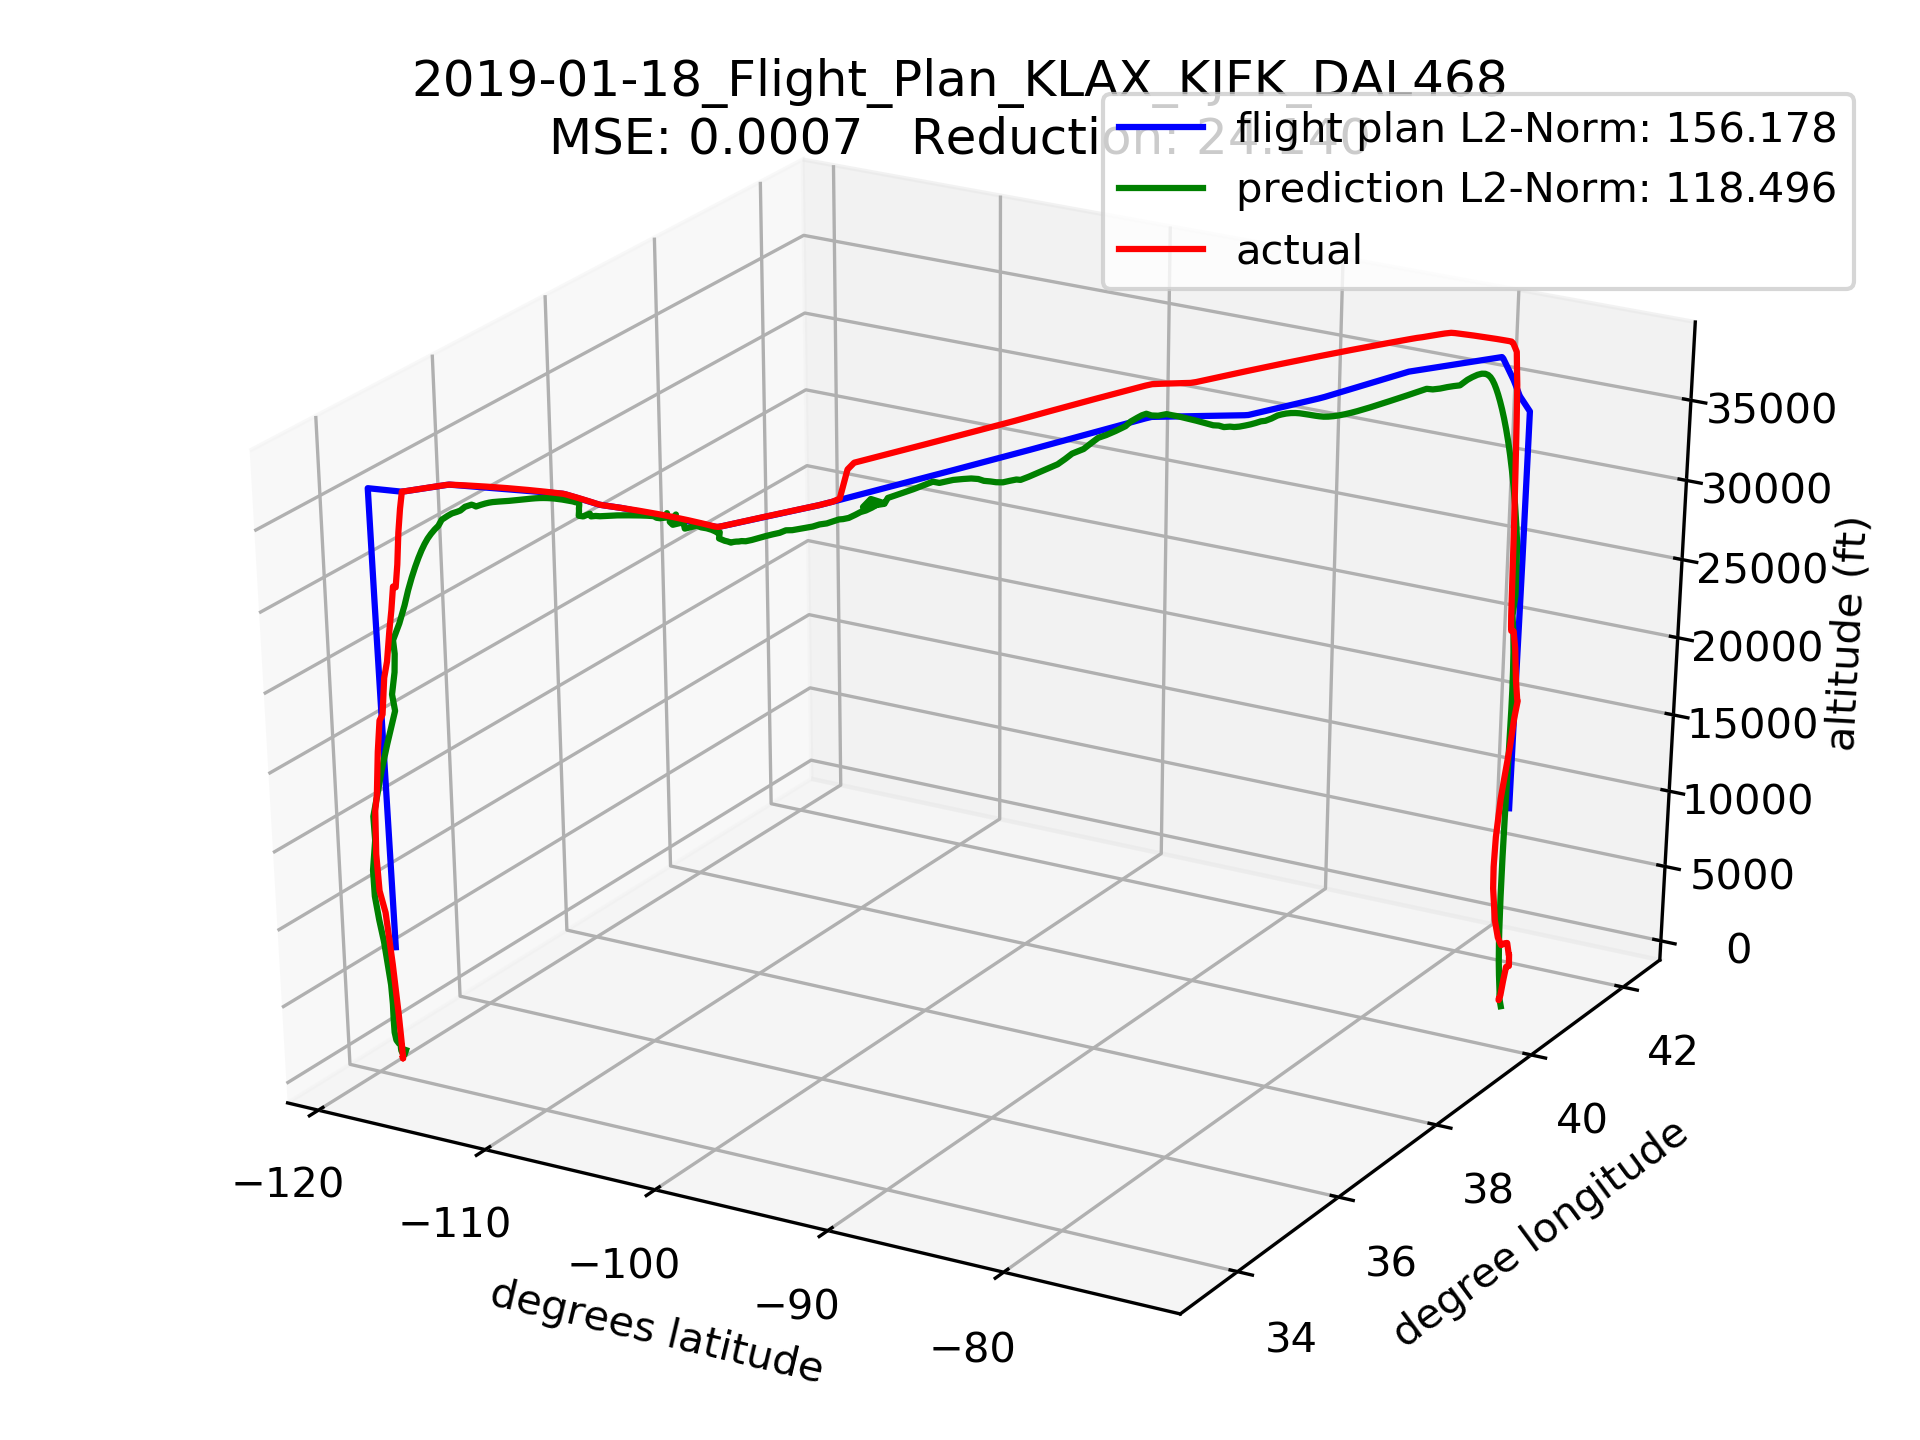 2019-01-18_Flight_Plan_KLAX_KJFK_DAL468
MSE: 0.0007 Reduction: 24.140
flight plan L2-Norm: 156.178
prediction L2-Norm: 118.496
actual
35000
30000
25000
20000
15000
10000
5000
0
altitude (ft)
42
40
38
36
34
degree longitude
−120
−110
−100
−90
−80
degrees latitude